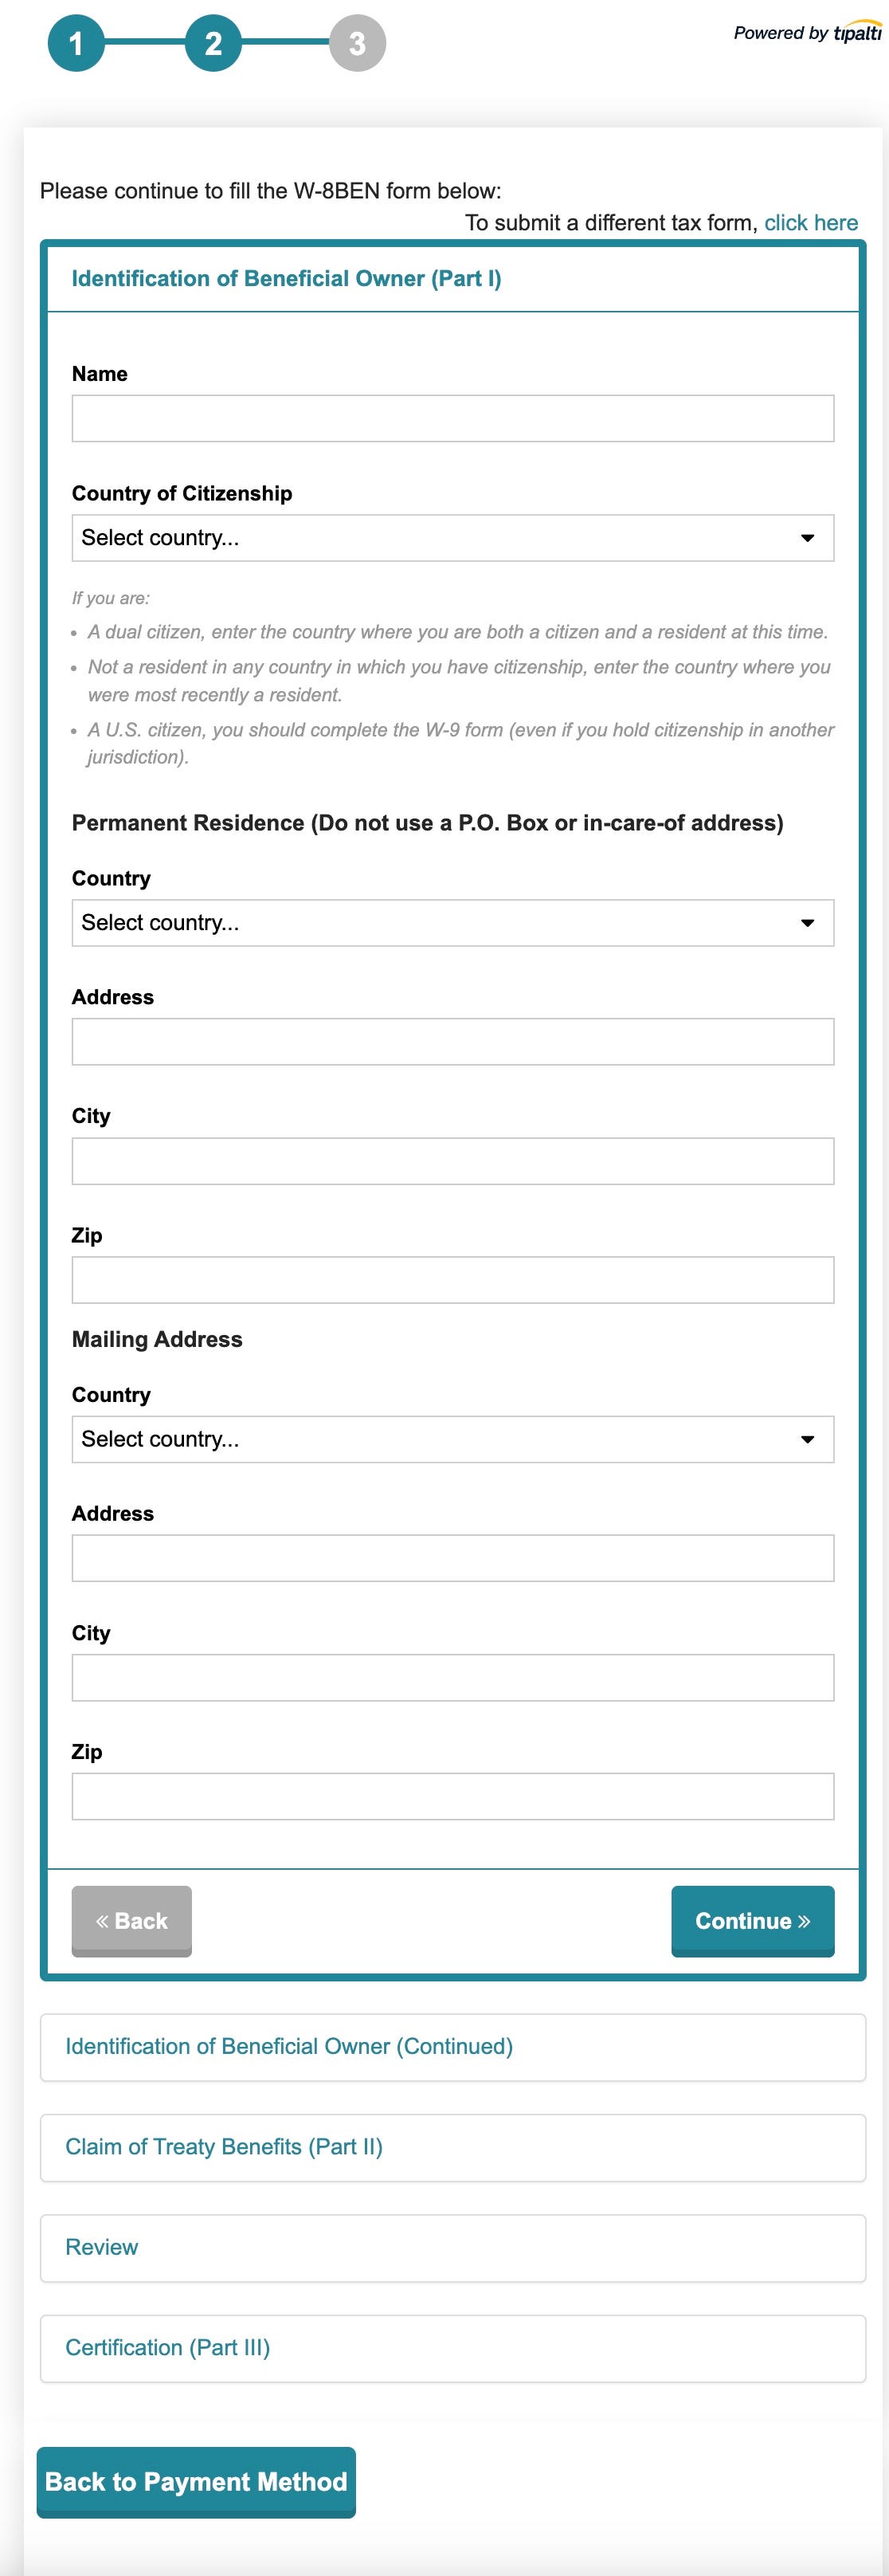 1
2
3
Powered by tipalti
Please continue to fill the W-8BEN form below:
To submit a different tax form, click here
Identification of Beneficial Owner (Part I)
Name
Country of Citizenship
Select country...
If you are:
• A dual citizen, enter the country where you are both a citizen and a resident at this time.
• Not a resident in any country in which you have citizenship, enter the country where you
were most recently a resident.
• A U.S. citizen, you should complete the W-9 form (even if you hold citizenship in another
jurisdiction).
Permanent Residence (Do not use a P.O. Box or in-care-of address)
Country
Select country...
Address
City
Zip
Mailing Address
Country
Select country...
Address
City
Zip
« Back
Continue »
Identification of Beneficial Owner (Continued)
Claim of Treaty Benefits (Part II)
Review
Certification (Part III)
Back to Payment Method